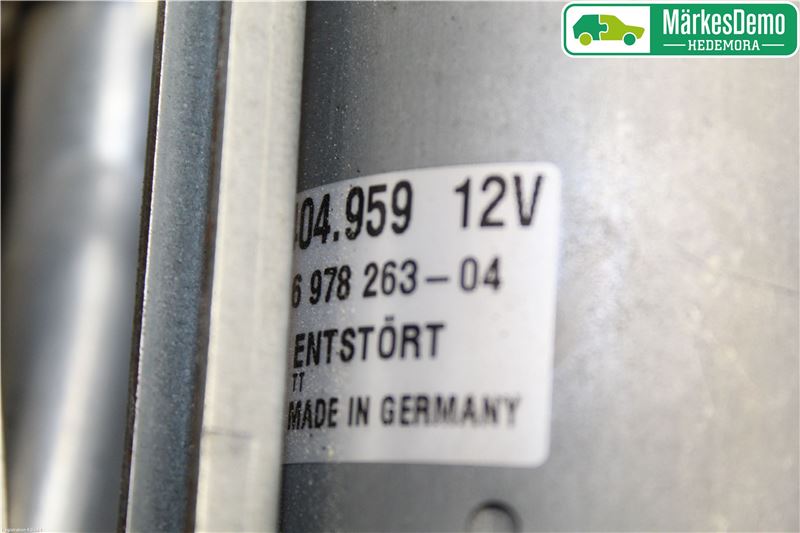 MärkesDemo
HEDEMORA
04.959 12V
6 978 263-04
ENTSTÖRT
TT
MADE IN GERMANY